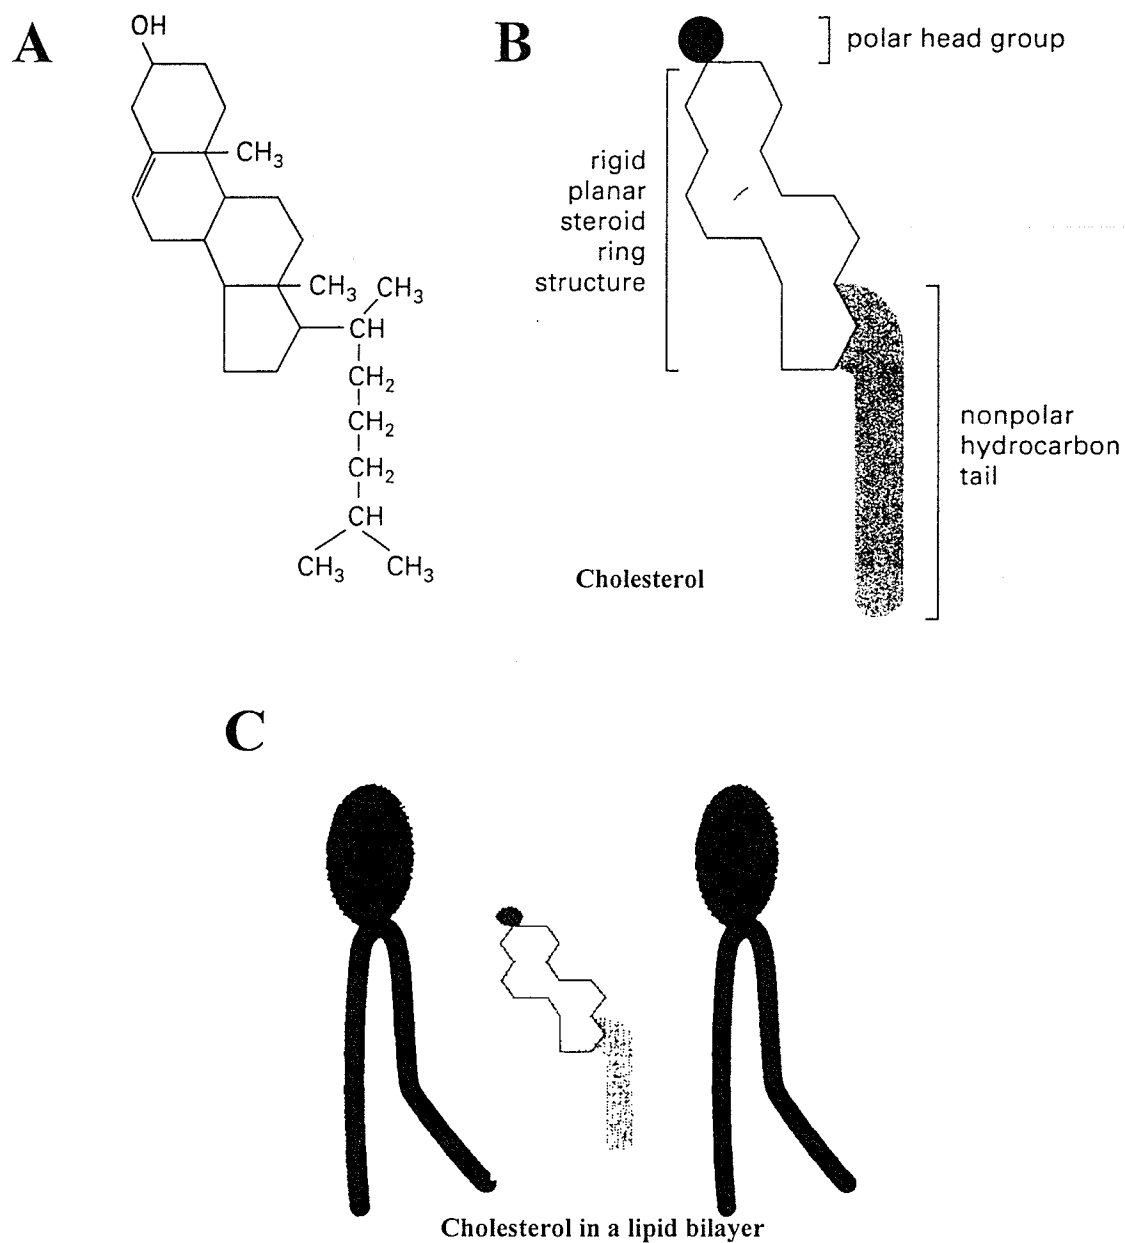 A
OH
CH3
CH3
CH3
CH
CH2
CH2
CH2
CH
CH3
CH3
B
polar head group
rigid
planar
steroid
ring
structure
nonpolar
hydrocarbon
tail
Cholesterol
C
Cholesterol in a lipid bilayer